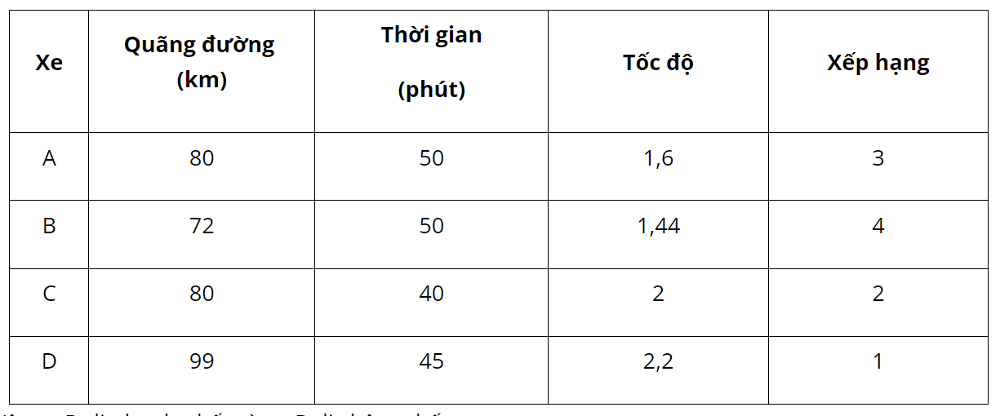 Xe Quãng đường (km) Thời gian (phút) Tốc độ Xếp hạng
A 80 50 1,6 3
B 72 50 1,44 4
C 80 40 2 2
D 99 45 2,2 1